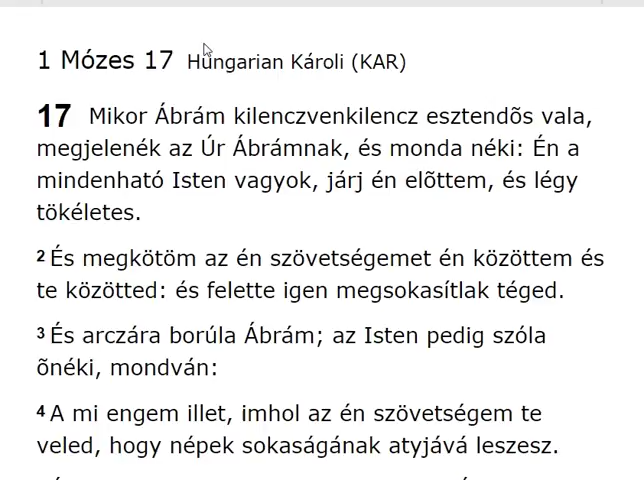 1 Mózes 17 Hungarian Károli (KAR)
17 Mikor Ábrám kilenczvenkilencz esztendõs vala,
megjelenék az Úr Ábrámnak, és monda néki: Én a
mindenható Isten vagyok, járj én elõttem, és légy
tökéletes.
2 És megkötöm az én szövetségemet én közöttem és
te közötted: és felette igen megsokasítlak téged.
3 És arczára borúla Ábrám; az Isten pedig szóla
õnéki, mondván:
4 A mi engem illet, imhol az én szövetségem te
veled, hogy népek sokaságának atyjává leszesz.